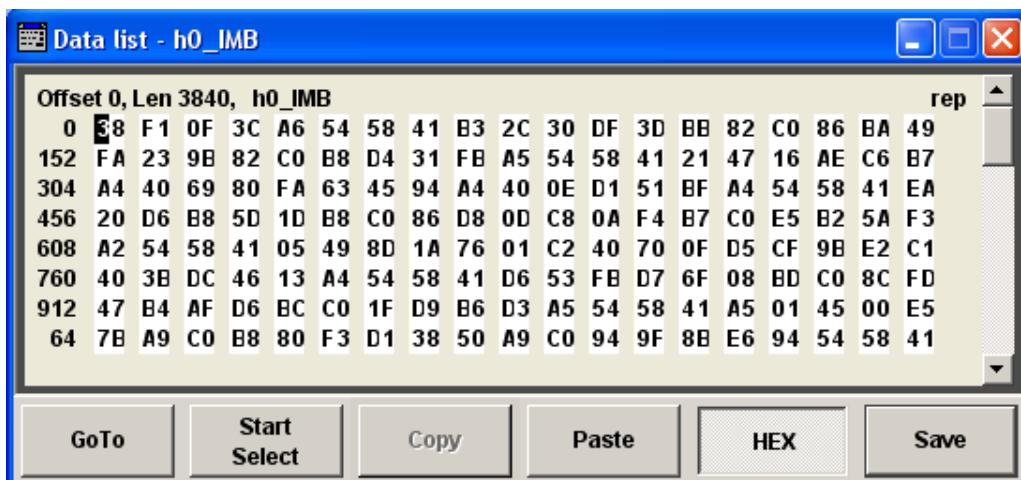 Data list - h0_IMB
Offset 0, Len 3840, h0_IMB rep
0 38 F1 0F 3C A6 54 58 41 B3 2C 30 DF 3D BB 82 C0 86 BA 49
152 FA 23 9B 82 C0 B8 D4 31 FB A5 54 58 41 21 47 16 AE C6 B7
304 A4 40 69 80 FA 63 45 94 A4 40 0E D1 51 BF A4 54 58 41 EA
456 20 D6 B8 5D 1D B8 C0 86 D8 0D C8 0A F4 B7 C0 E5 B2 5A F3
608 A2 54 58 41 05 49 8D 1A 76 01 C2 40 70 0F D5 CF 9B E2 C1
760 40 3B DC 46 13 A4 54 58 41 D6 53 FB D7 6F 08 BD C0 8C FD
912 47 B4 AF D6 BC C0 1F D9 B6 D3 A5 54 58 41 A5 01 45 00 E5
64 7B A9 C0 B8 80 F3 D1 38 50 A9 C0 94 9F 8B E6 94 54 58 41
GoTo
Start
Select
Copy
Paste
HEX
Save